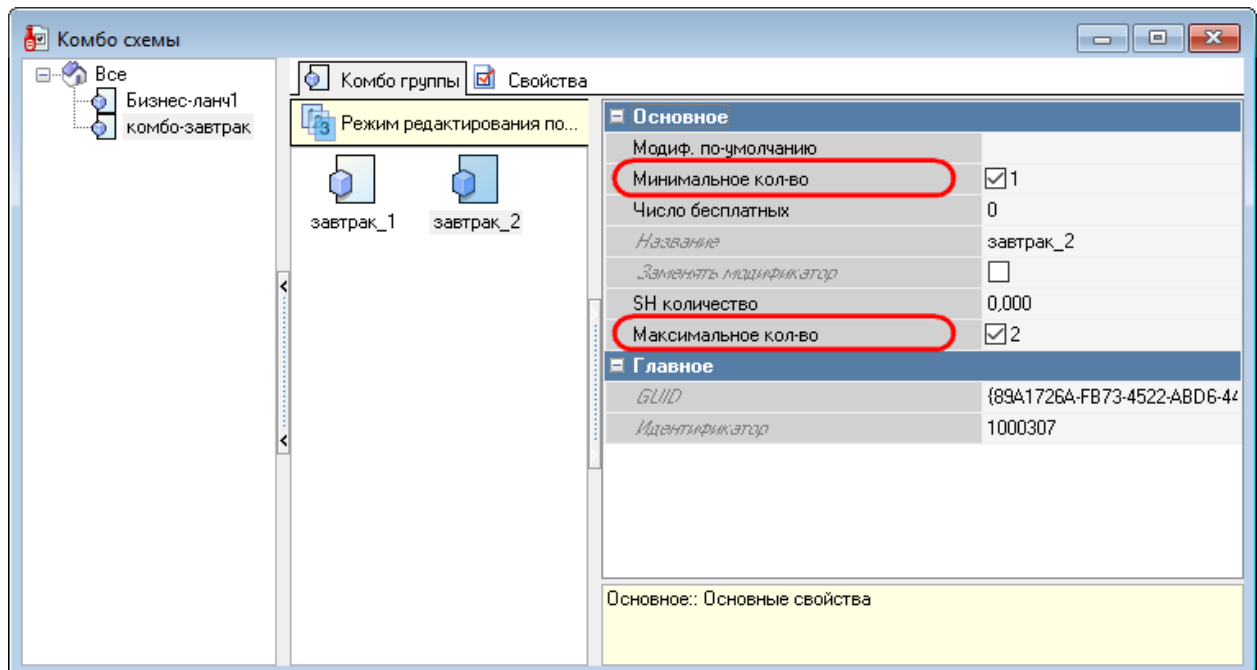 Комбо схемы
Все
Бизнес-ланч1
комбо-завтрак
Комбо группы
Свойства
3 Режим редактирования по...
завтрак_1
завтрак_2
Основное
Модиф. по-умолчанию
Минимальное кол-во 1
Число бесплатных 0
Название завтрак_2
Заменять модификатор
SH количество 0,000
Максимальное кол-во 2
Главное
GUID {89A1726A-FB73-4522-ABD6-44
Идентификатор 1000307
Основное:: Основные свойства